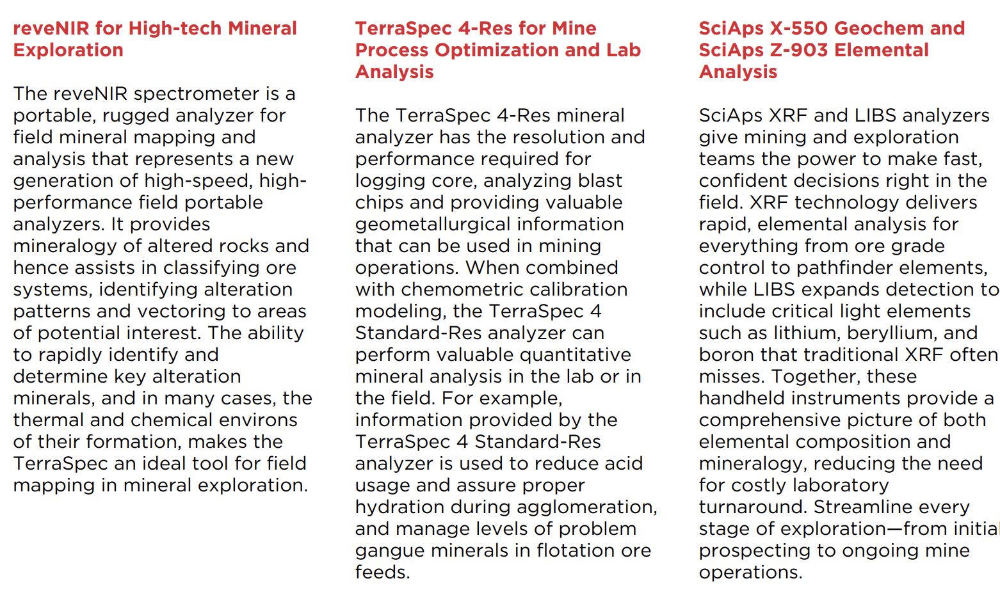 reveNIR for High-tech Mineral
Exploration
The reveNIR spectrometer is a
portable, rugged analyzer for
field mineral mapping and
analysis that represents a new
generation of high-speed, high-
performance field portable
analyzers. It provides
mineralogy of altered rocks and
hence assists in classifying ore
systems, identifying alteration
patterns and vectoring to areas
of potential interest. The ability
to rapidly identify and
determine key alteration
minerals, and in many cases, the
thermal and chemical environs
of their formation, makes the
TerraSpec an ideal tool for field
mapping in mineral exploration.
TerraSpec 4-Res for Mine
Process Optimization and Lab
Analysis
The TerraSpec 4-Res mineral
analyzer has the resolution and
performance required for
logging core, analyzing blast
chips and providing valuable
geometallurgical information
that can be used in mining
operations. When combined
with chemometric calibration
modeling, the TerraSpec 4
Standard-Res analyzer can
perform valuable quantitative
mineral analysis in the lab or in
the field. For example,
information provided by the
TerraSpec 4 Standard-Res
analyzer is used to reduce acid
usage and assure proper
hydration during agglomeration,
and manage levels of problem
gangue minerals in flotation ore
feeds.
SciAps X-550 Geochem and
SciAps Z-903 Elemental
Analysis
SciAps XRF and LIBS analyzers
give mining and exploration
teams the power to make fast,
confident decisions right in the
field. XRF technology delivers
rapid, elemental analysis for
everything from ore grade
control to pathfinder elements,
while LIBS expands detection to
include critical light elements
such as lithium, beryllium, and
boron that traditional XRF often
misses. Together, these
handheld instruments provide a
comprehensive picture of both
elemental composition and
mineralogy, reducing the need
for costly laboratory
turnaround. Streamline every
stage of exploration—from initial
prospecting to ongoing mine
operations.